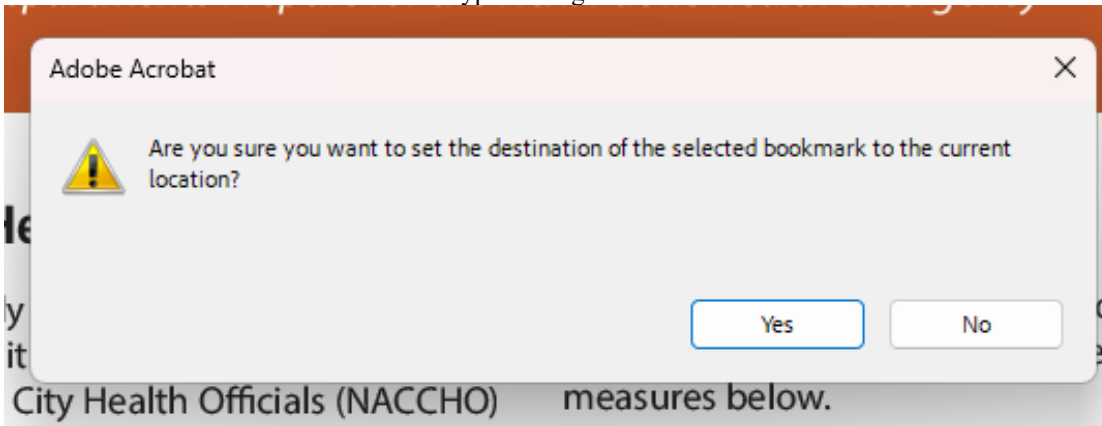 Adobe Acrobat
Are you sure you want to set the destination of the selected bookmark to the current
location?
Yes
No
City Health Officials (NACCHO)
measures below.